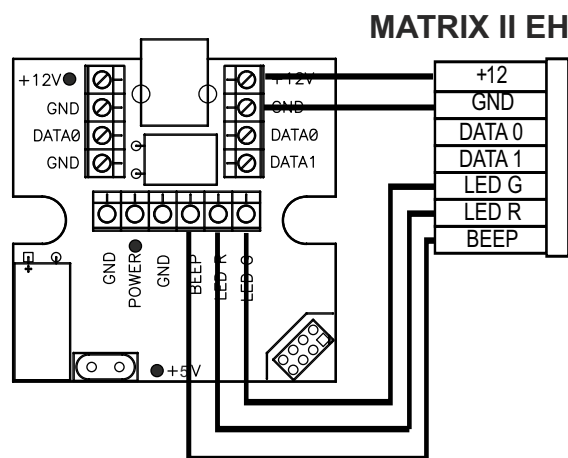 MATRIX II EH
+12V
GND
DATA0
GND
+12V
GND
DATA0
DATA1
+12
GND
DATA 0
DATA 1
LED G
LED R
BEEP
GND
POWER
GND
BEEP
LED R
LED G
+
+5V